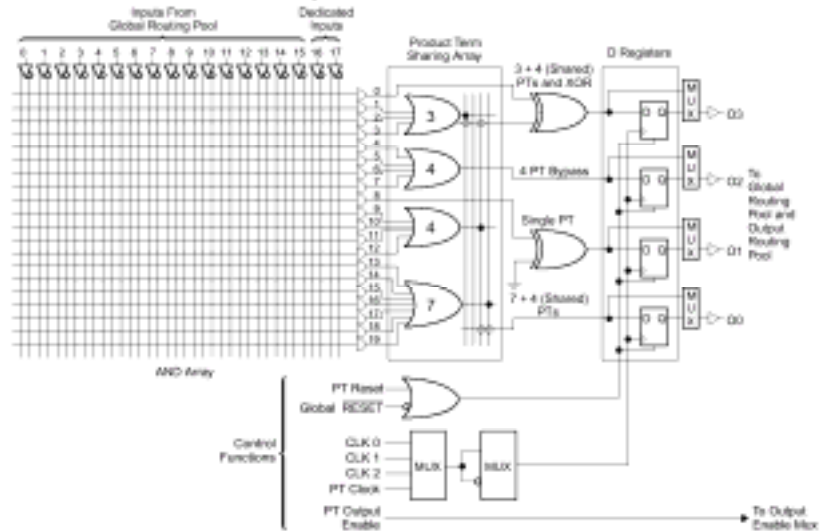 Inputs From
Global Routing Pool
Dedicated
Inputs
0 1 2 3 4 5 6 7 8 9 10 11 12 13 14 15 16 17
Product Term
Sharing Array
D Registers
3 + 4 (Shared)
PTs and XOR
0
1
2
3
4
5
6
7
8
9
10
11
12
13
14
15
16
17
18
19
3
4
4
7
4 PT Bypass
Single PT
7 + 4 (Shared)
PTs
D Q
D Q
D Q
D Q
MUX
MUX
MUX
MUX
O3
O2
O1
O0
To
Global
Routing
Pool and
Output
Routing
Pool
AND Array
PT Reset
Global RESET
Control
Functions
CLK 0
CLK 1
CLK 2
PT Clock
MUX
MUX
PT Output
Enable
To Output
Enable Mux